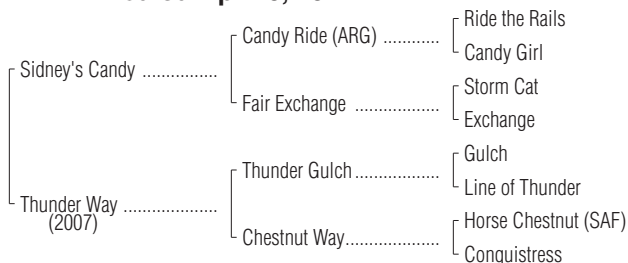 Ride the Rails
Candy Ride (ARG) ............
Candy Girl
Sidney's Candy ................
Storm Cat
Fair Exchange ..................
Exchange
Gulch
Thunder Gulch..................
Line of Thunder
Thunder Way ....................
(2007)
Horse Chestnut (SAF)
Chestnut Way....................
Conquistress